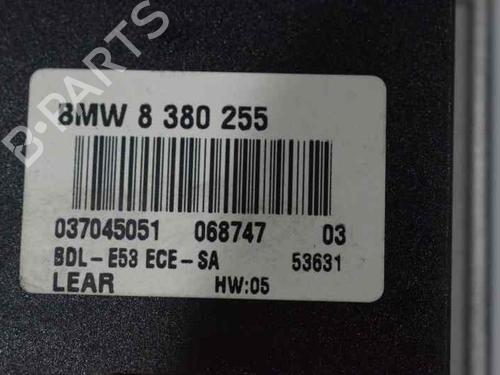 B-PARTS
BMW 8 380 255
037045051 068747 03
BDL-E53 ECE-SA 53631
LEAR HW:05